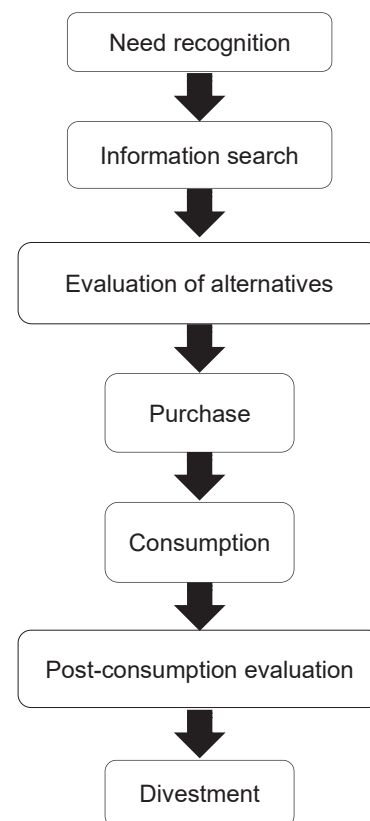 Need recognition
Information search
Evaluation of alternatives
Purchase
Consumption
Post-consumption evaluation
Divestment